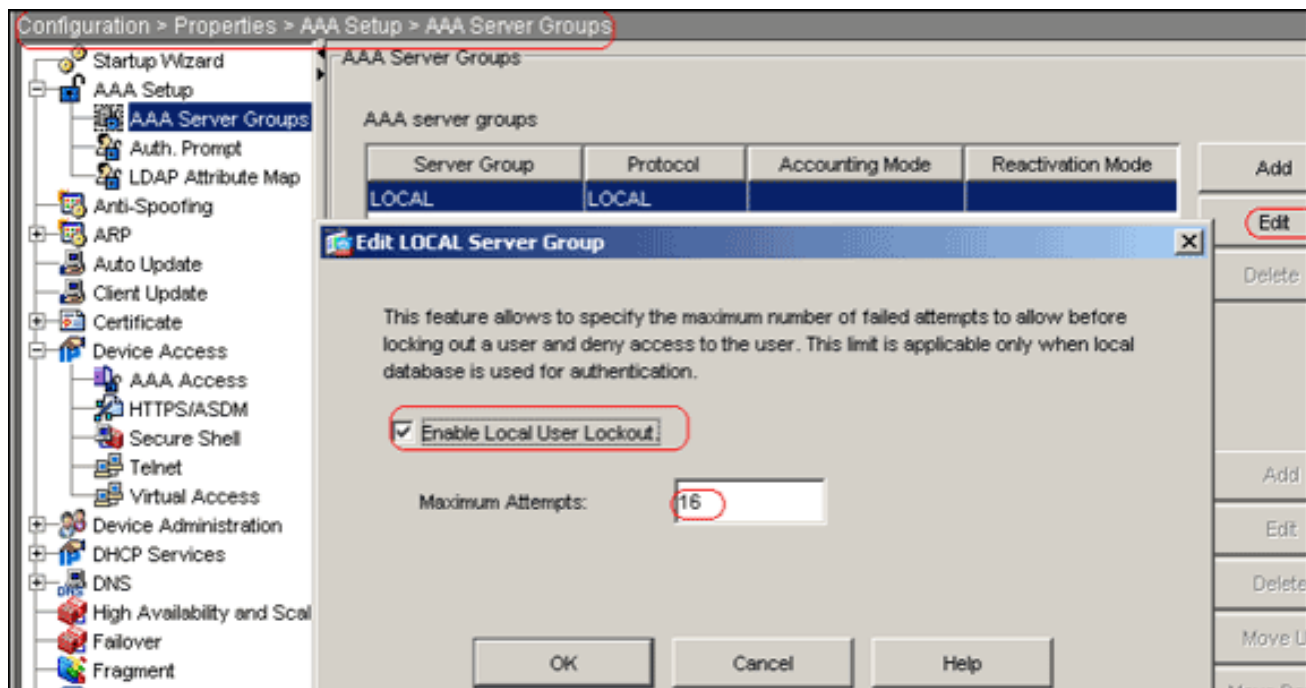 Configuration > Properties > AAA Setup > AAA Server Groups
Startup Wizard
AAA Setup
AAA Server Groups
Auth. Prompt
LDAP Attribute Map
Anti-Spoofing
ARP
Auto Update
Client Update
Certificate
Device Access
AAA Access
HTTPS/ASDM
Secure Shell
Telnet
Virtual Access
Device Administration
DHCP Services
DNS
High Availability and Scal
Failover
Fragment
AAA Server Groups
AAA server groups
Server Group Protocol Accounting Mode Reactivation Mode
LOCAL LOCAL
Add
Edit
Delete
Edit LOCAL Server Group
This feature allows to specify the maximum number of failed attempts to allow before
locking out a user and deny access to the user. This limit is applicable only when local
database is used for authentication.
Enable Local User Lockout.
Maximum Attempts: 16
OK Cancel Help
Add
Edit
Delete
Move U